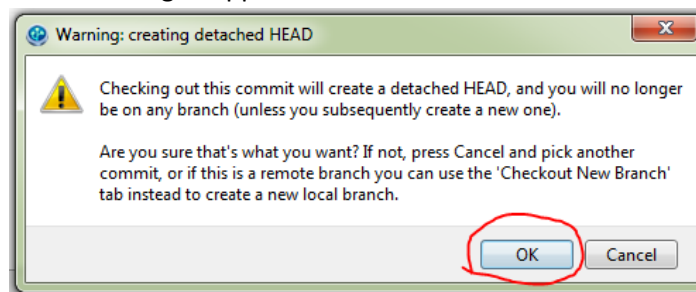 Warning: creating detached HEAD
Checking out this commit will create a detached HEAD, and you will no longer
be on any branch (unless you subsequently create a new one).
Are you sure that's what you want? If not, press Cancel and pick another
commit, or if this is a remote branch you can use the 'Checkout New Branch'
tab instead to create a new local branch.
OK Cancel